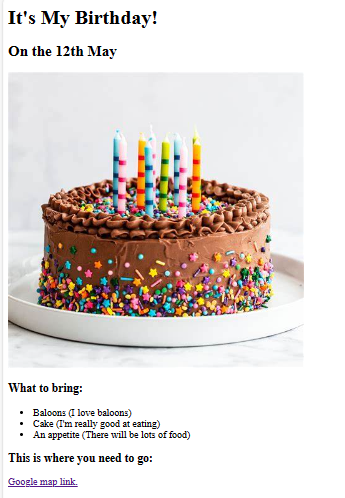 It's My Birthday!
On the 12th May
What to bring:
Baloons (I love baloons)
Cake (I'm really good at eating)
An appetite (There will be lots of food)
This is where you need to go:
Google map link.